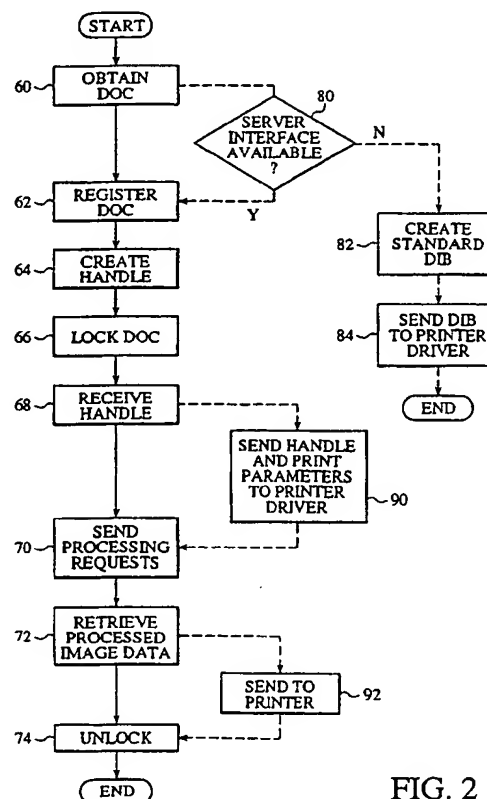 START
60
OBTAIN
DOC
80
SERVER
INTERFACE
AVAILABLE
?
N
Y
62
REGISTER
DOC
82
CREATE
STANDARD
DIB
64
CREATE
HANDLE
84
SEND DIB
TO PRINTER
DRIVER
66
LOCK DOC
END
68
RECEIVE
HANDLE
SEND HANDLE
AND PRINT
PARAMETERS
TO PRINTER
DRIVER
90
70
SEND
PROCESSING
REQUESTS
72
RETRIEVE
PROCESSED
IMAGE DATA
SEND TO
PRINTER
92
74
UNLOCK
END
FIG. 2